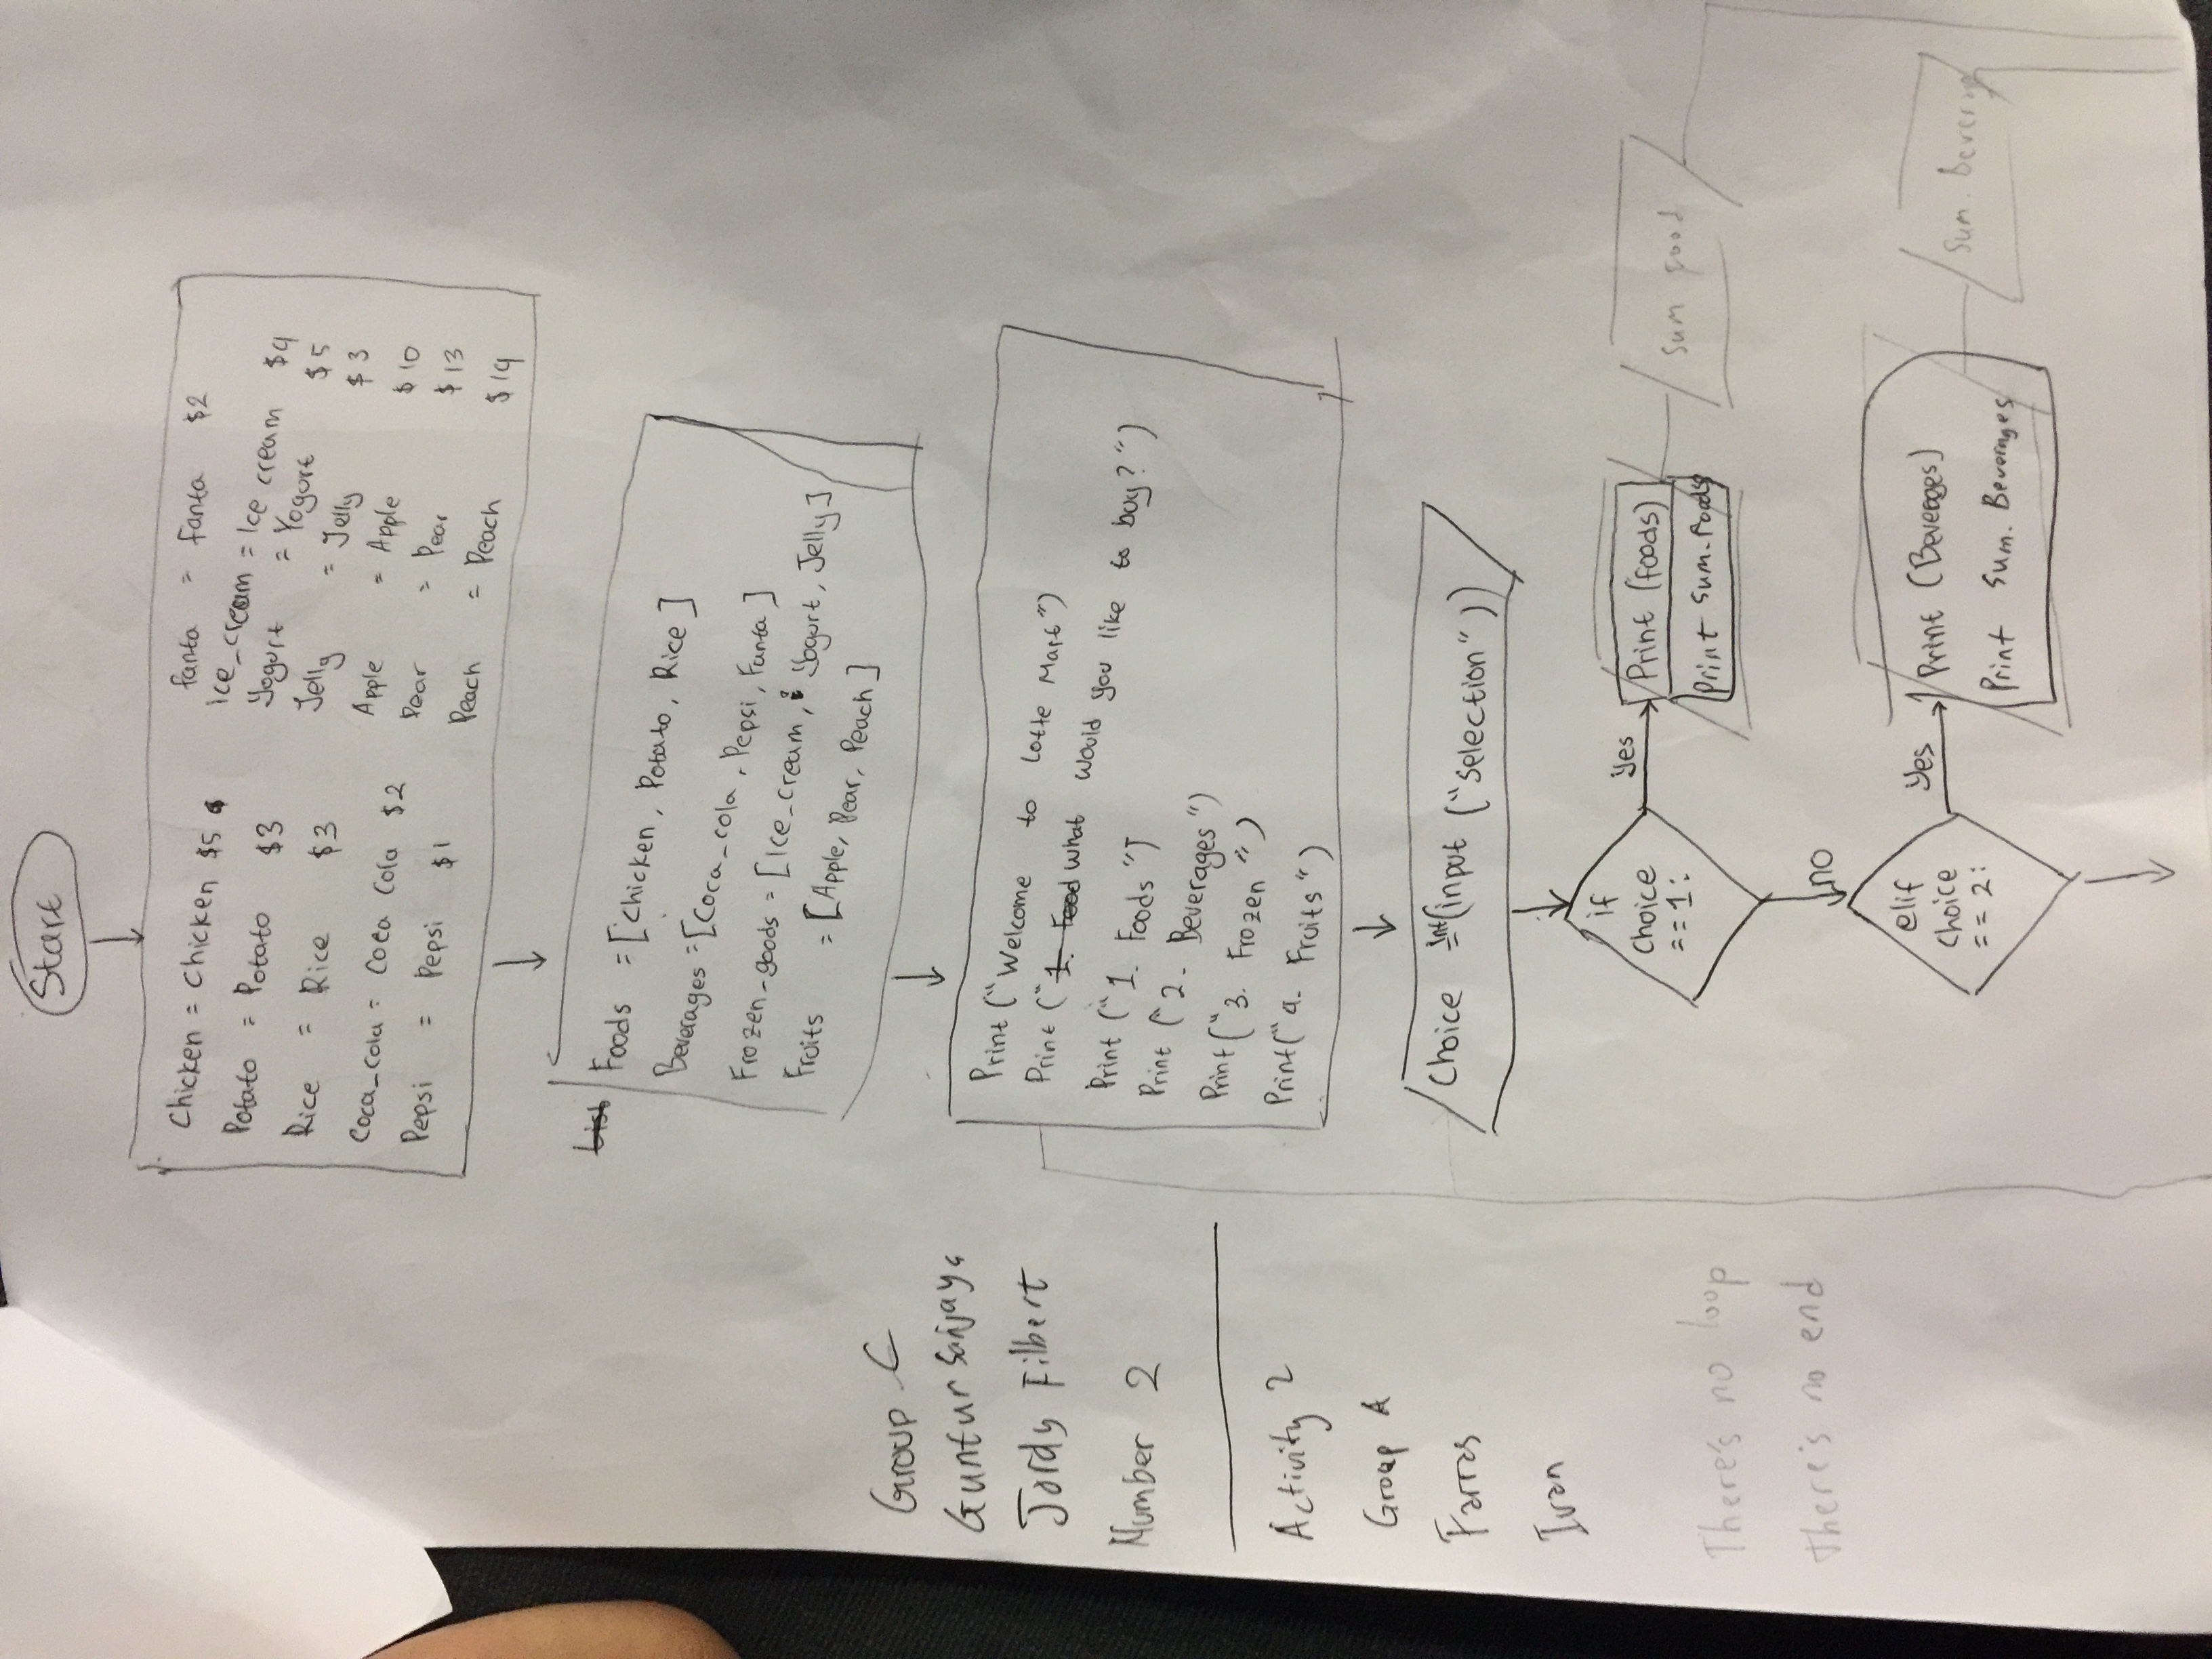 Start
Chicken = Chicken $5
Potato = Potato $3
Rice = Rice $3
Coca_cola = Coca Cola $2
Pepsi = Pepsi $1
fanta = Fanta $2
Ice_cream = Ice cream $4
Yogurt = Yogurt $5
Jelly = Jelly $3
Apple = Apple $10
Pear = Pear $13
Peach = Peach $14
List
Foods = [Chicken, Potato, Rice]
Beverages = [Coca_cola, Pepsi, Fanta]
Frozen_goods = [Ice_cream, Yogurt, Jelly]
Fruits = [Apple, Pear, Peach]
Group C
Guntur Sanjaya
Jordy Filbert
Number 2
Activity 2
Group A
Farras
Ivan
There's no loop
There's no end
Print ("Welcome to Lotte Mart")
Print ("1. Food what would you like to buy?")
Print ("1. Foods")
Print ("2. Beverages")
Print("3. Frozen")
Print("4. Fruits")
Choice = Int(input ("Selection"))
if
choice
==1:
Yes
Print (foods)
Print sum.foods
sum food
no
elif
choice
== 2:
Yes
Print (Beverages)
Print sum. Beverages
sum. Beverag